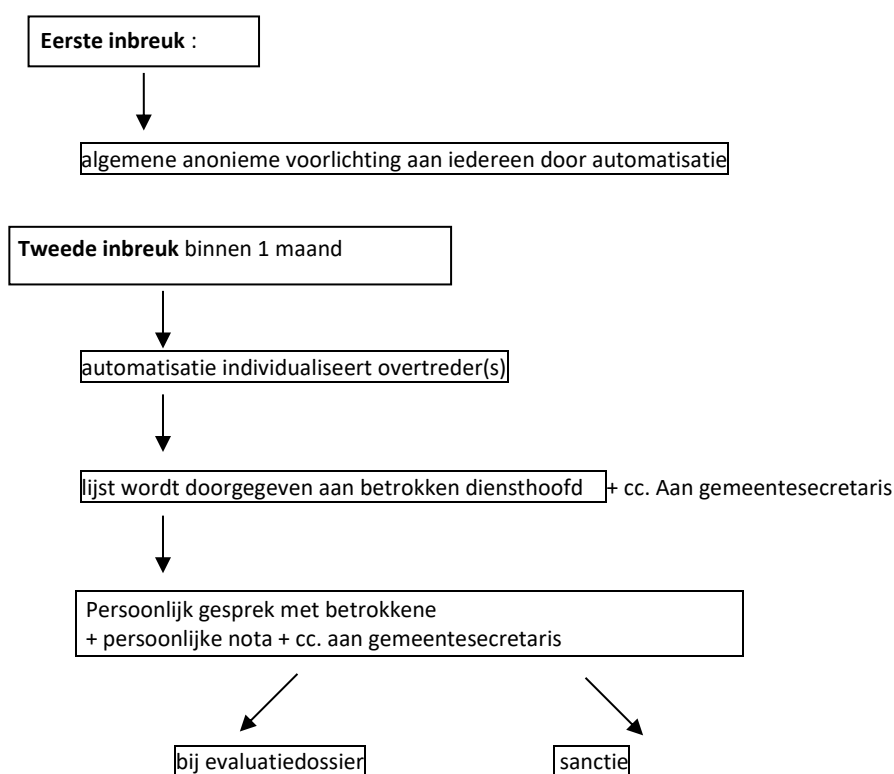 Eerste inbreuk :
algemene anonieme voorlichting aan iedereen door automatisatie
Tweede inbreuk binnen 1 maand
automatisatie individualiseert overtreder(s)
lijst wordt doorgegeven aan betrokken diensthoofd + cc. Aan gemeentesecretaris
Persoonlijk gesprek met betrokkene
+ persoonlijke nota + cc. aan gemeentesecretaris
bij evaluatiedossier sanctie